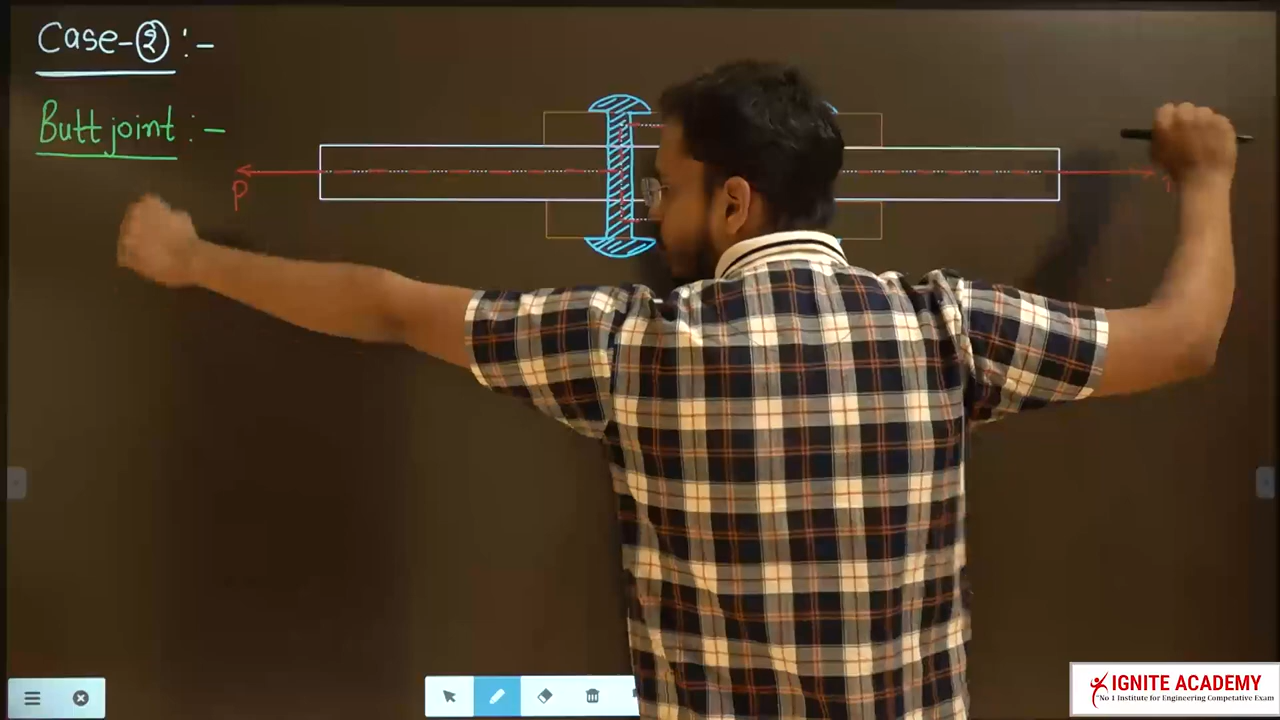 Case-② :-
Butt joint :-
P
IGNITE ACADEMY
No 1 Institute for Engineering Competative Exam